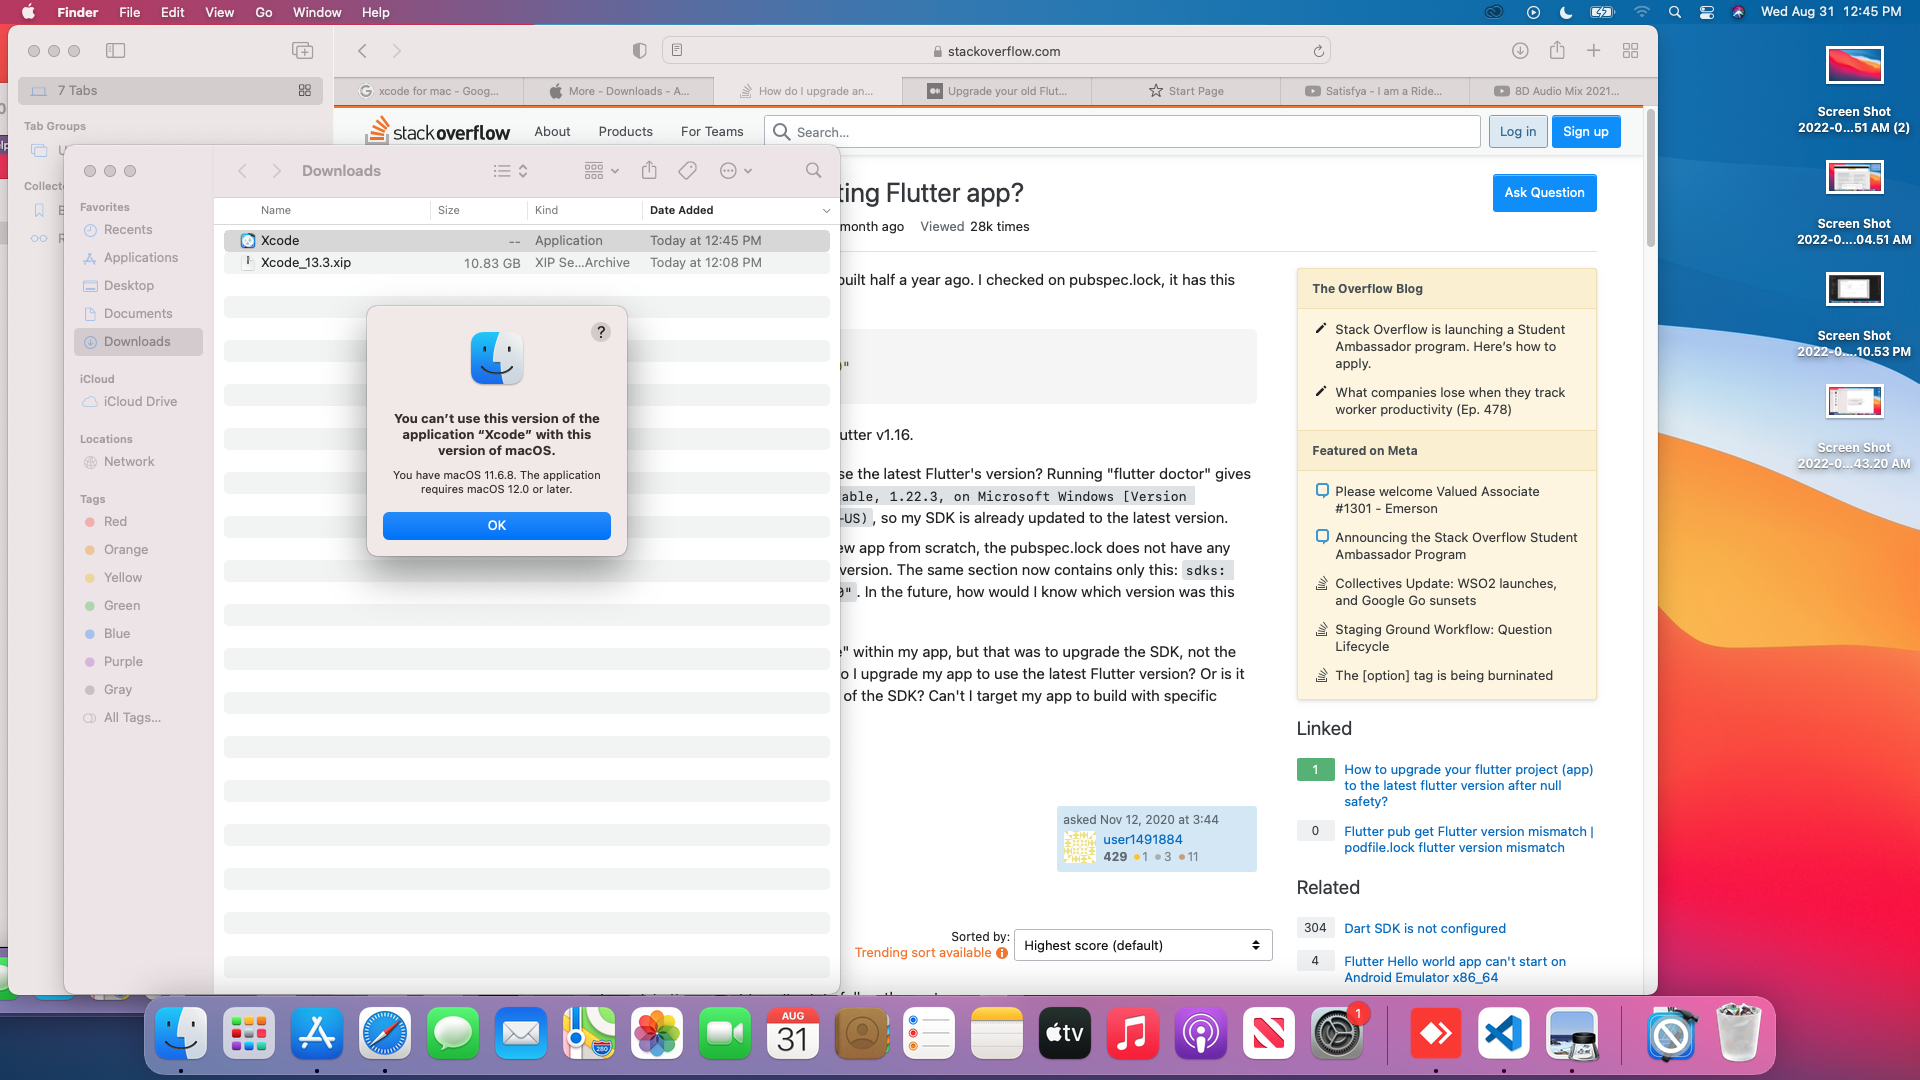 Finder File Edit View Go Window Help
Wed Aug 31 12:45 PM
7 Tabs
stackoverflow.com
xcode for mac - Goog...
More - Downloads - A...
How do I upgrade an...
Upgrade your old Flut...
Start Page
Satisfya - I am a Ride...
8D Audio Mix 2021...
Tab Groups
stackoverflow
About
Products
For Teams
Search...
Log in
Sign up
Downloads
Favorites
Recents
Applications
Desktop
Documents
Downloads
iCloud
iCloud Drive
Locations
Network
Tags
Red
Orange
Yellow
Green
Blue
Purple
Gray
All Tags...
Name Size Kind Date Added
Xcode -- Application Today at 12:45 PM
Xcode_13.3.xip 10.83 GB XIP Se...Archive Today at 12:08 PM
?
You can’t use this version of the
application “Xcode” with this
version of macOS.
You have macOS 11.6.8. The application
requires macOS 12.0 or later.
OK
ting Flutter app?
Ask Question
month ago Viewed 28k times
built half a year ago. I checked on pubspec.lock, it has this
utter v1.16.
se the latest Flutter's version? Running "flutter doctor" gives
able, 1.22.3, on Microsoft Windows [Version
-US) , so my SDK is already updated to the latest version.
ew app from scratch, the pubspec.lock does not have any
version. The same section now contains only this: sdks:
. In the future, how would I know which version was this
e" within my app, but that was to upgrade the SDK, not the
o I upgrade my app to use the latest Flutter version? Or is it
of the SDK? Can't I target my app to build with specific
asked Nov 12, 2020 at 3:44
user1491884
429 1 3 11
Sorted by:
Trending sort available
Highest score (default)
The Overflow Blog
Stack Overflow is launching a Student
Ambassador program. Here’s how to
apply.
What companies lose when they track
worker productivity (Ep. 478)
Featured on Meta
Please welcome Valued Associate
#1301 - Emerson
Announcing the Stack Overflow Student
Ambassador Program
Collectives Update: WSO2 launches,
and Google Go sunsets
Staging Ground Workflow: Question
Lifecycle
The [option] tag is being burninated
Linked
1 How to upgrade your flutter project (app)
to the latest flutter version after null
safety?
0 Flutter pub get Flutter version mismatch |
podfile.lock flutter version mismatch
Related
304 Dart SDK is not configured
4 Flutter Hello world app can't start on
Android Emulator x86_64
Screen Shot
2022-0...51 AM (2)
Screen Shot
2022-0....04.51 AM
Screen Shot
2022-0....10.53 PM
Screen Shot
2022-0...43.20 AM
AUG
31
tv
1
280